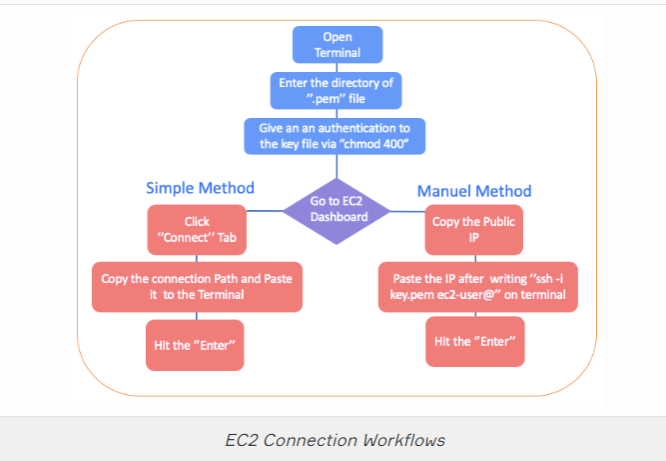 Open
Terminal
Enter the directory of
".pem" file
Give an an authentication to
the key file via "chmod 400"
Simple Method
Go to EC2
Dashboard
Manuel Method
Click
"Connect" Tab
Copy the Public
IP
Copy the connection Path and Paste
it to the Terminal
Paste the IP after writing "ssh -i
key.pem ec2-user@" on terminal
Hit the "Enter"
Hit the "Enter"
EC2 Connection Workflows